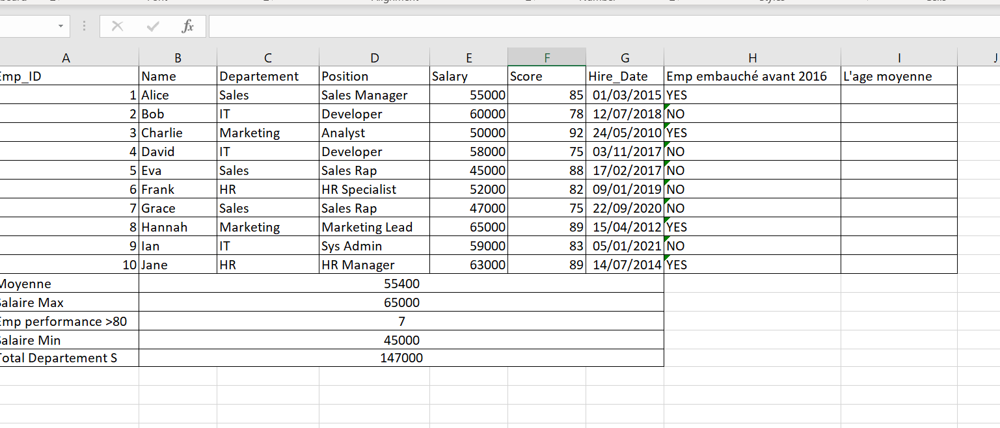 fx
A B C D E F G H I J
Emp_ID Name Departement Position Salary Score Hire_Date Emp embauché avant 2016 L'age moyenne
1 Alice Sales Sales Manager 55000 85 01/03/2015 YES
2 Bob IT Developer 60000 78 12/07/2018 NO
3 Charlie Marketing Analyst 50000 92 24/05/2010 YES
4 David IT Developer 58000 75 03/11/2017 NO
5 Eva Sales Sales Rap 45000 88 17/02/2017 NO
6 Frank HR HR Specialist 52000 82 09/01/2019 NO
7 Grace Sales Sales Rap 47000 75 22/09/2020 NO
8 Hannah Marketing Marketing Lead 65000 89 15/04/2012 YES
9 Ian IT Sys Admin 59000 83 05/01/2021 NO
10 Jane HR HR Manager 63000 89 14/07/2014 YES
Moyenne 55400
Salaire Max 65000
Emp performance >80 7
Salaire Min 45000
Total Departement S 147000